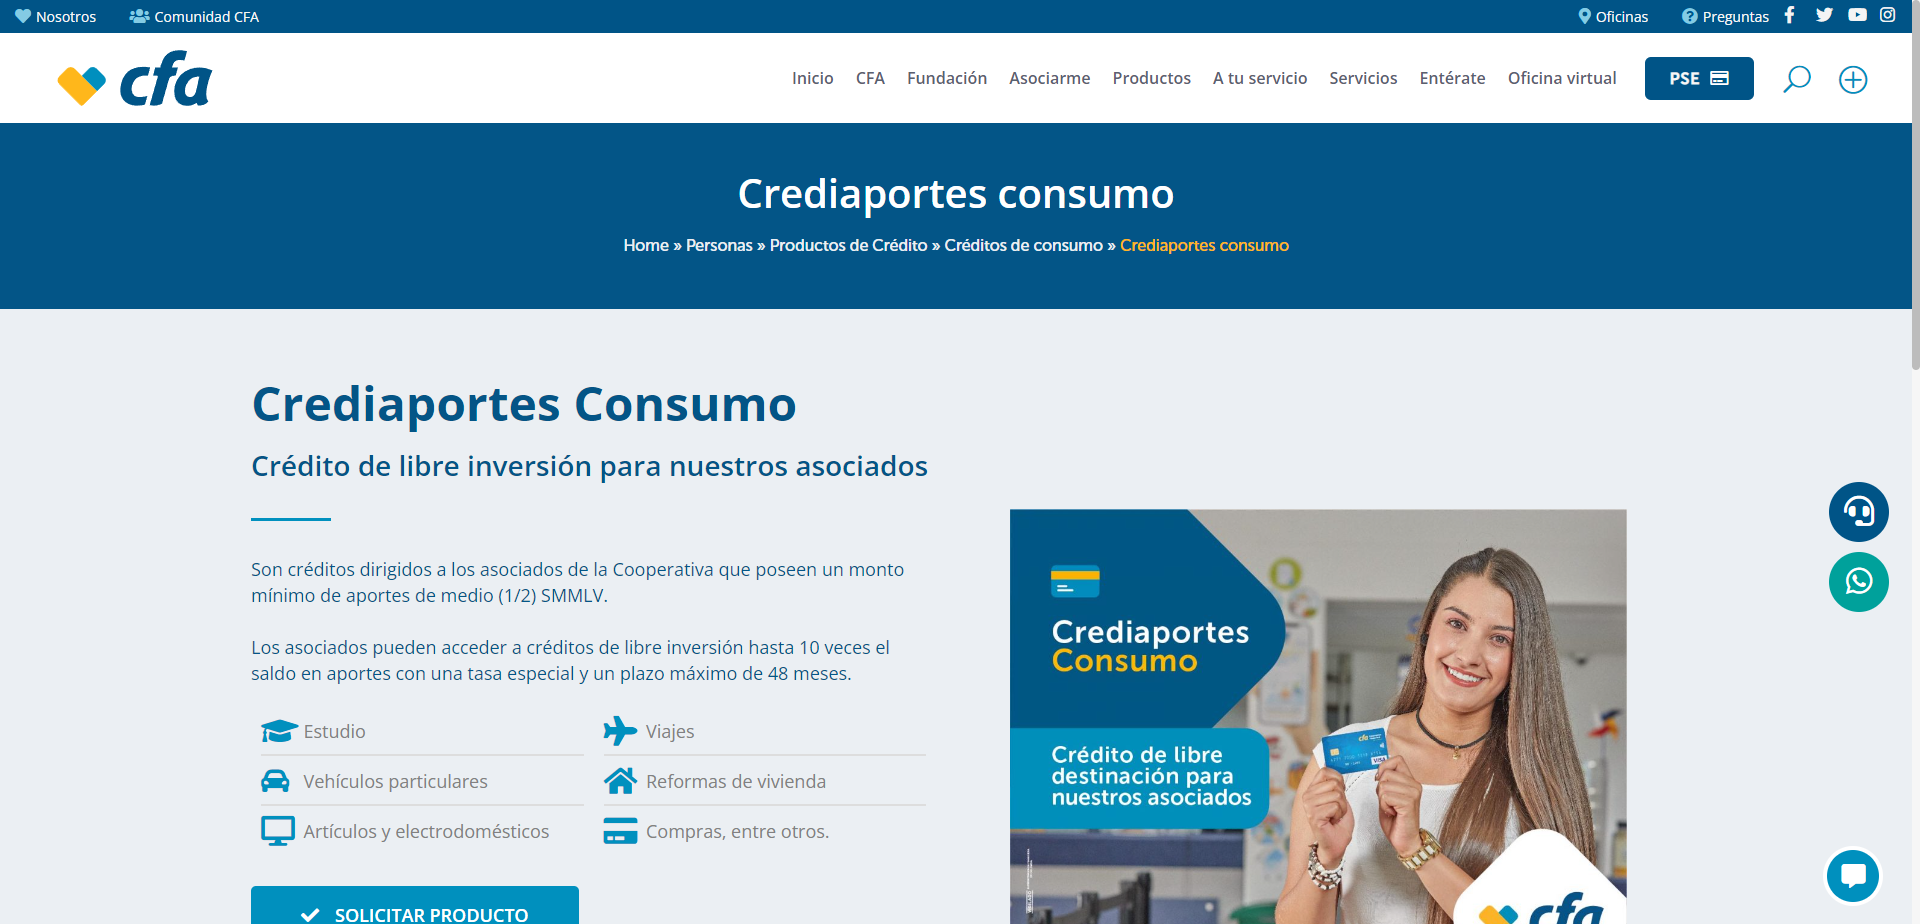 Nosotros
Comunidad CFA
Oficinas
Preguntas
cfa
Inicio
CFA
Fundación
Asociarme
Productos
A tu servicio
Servicios
Entérate
Oficina virtual
PSE
Crediaportes consumo
Home » Personas » Productos de Crédito » Créditos de consumo » Crediaportes consumo
Crediaportes Consumo
Crédito de libre inversión para nuestros asociados
Son créditos dirigidos a los asociados de la Cooperativa que poseen un monto
mínimo de aportes de medio (1/2) SMMLV.
Los asociados pueden acceder a créditos de libre inversión hasta 10 veces el
saldo en aportes con una tasa especial y un plazo máximo de 48 meses.
Estudio
Viajes
Vehículos particulares
Reformas de vivienda
Artículos y electrodomésticos
Compras, entre otros.
SOLICITAR PRODUCTO
Crediaportes
Consumo
Crédito de libre
destinación para
nuestros asociados
cfa
VISA
cfa